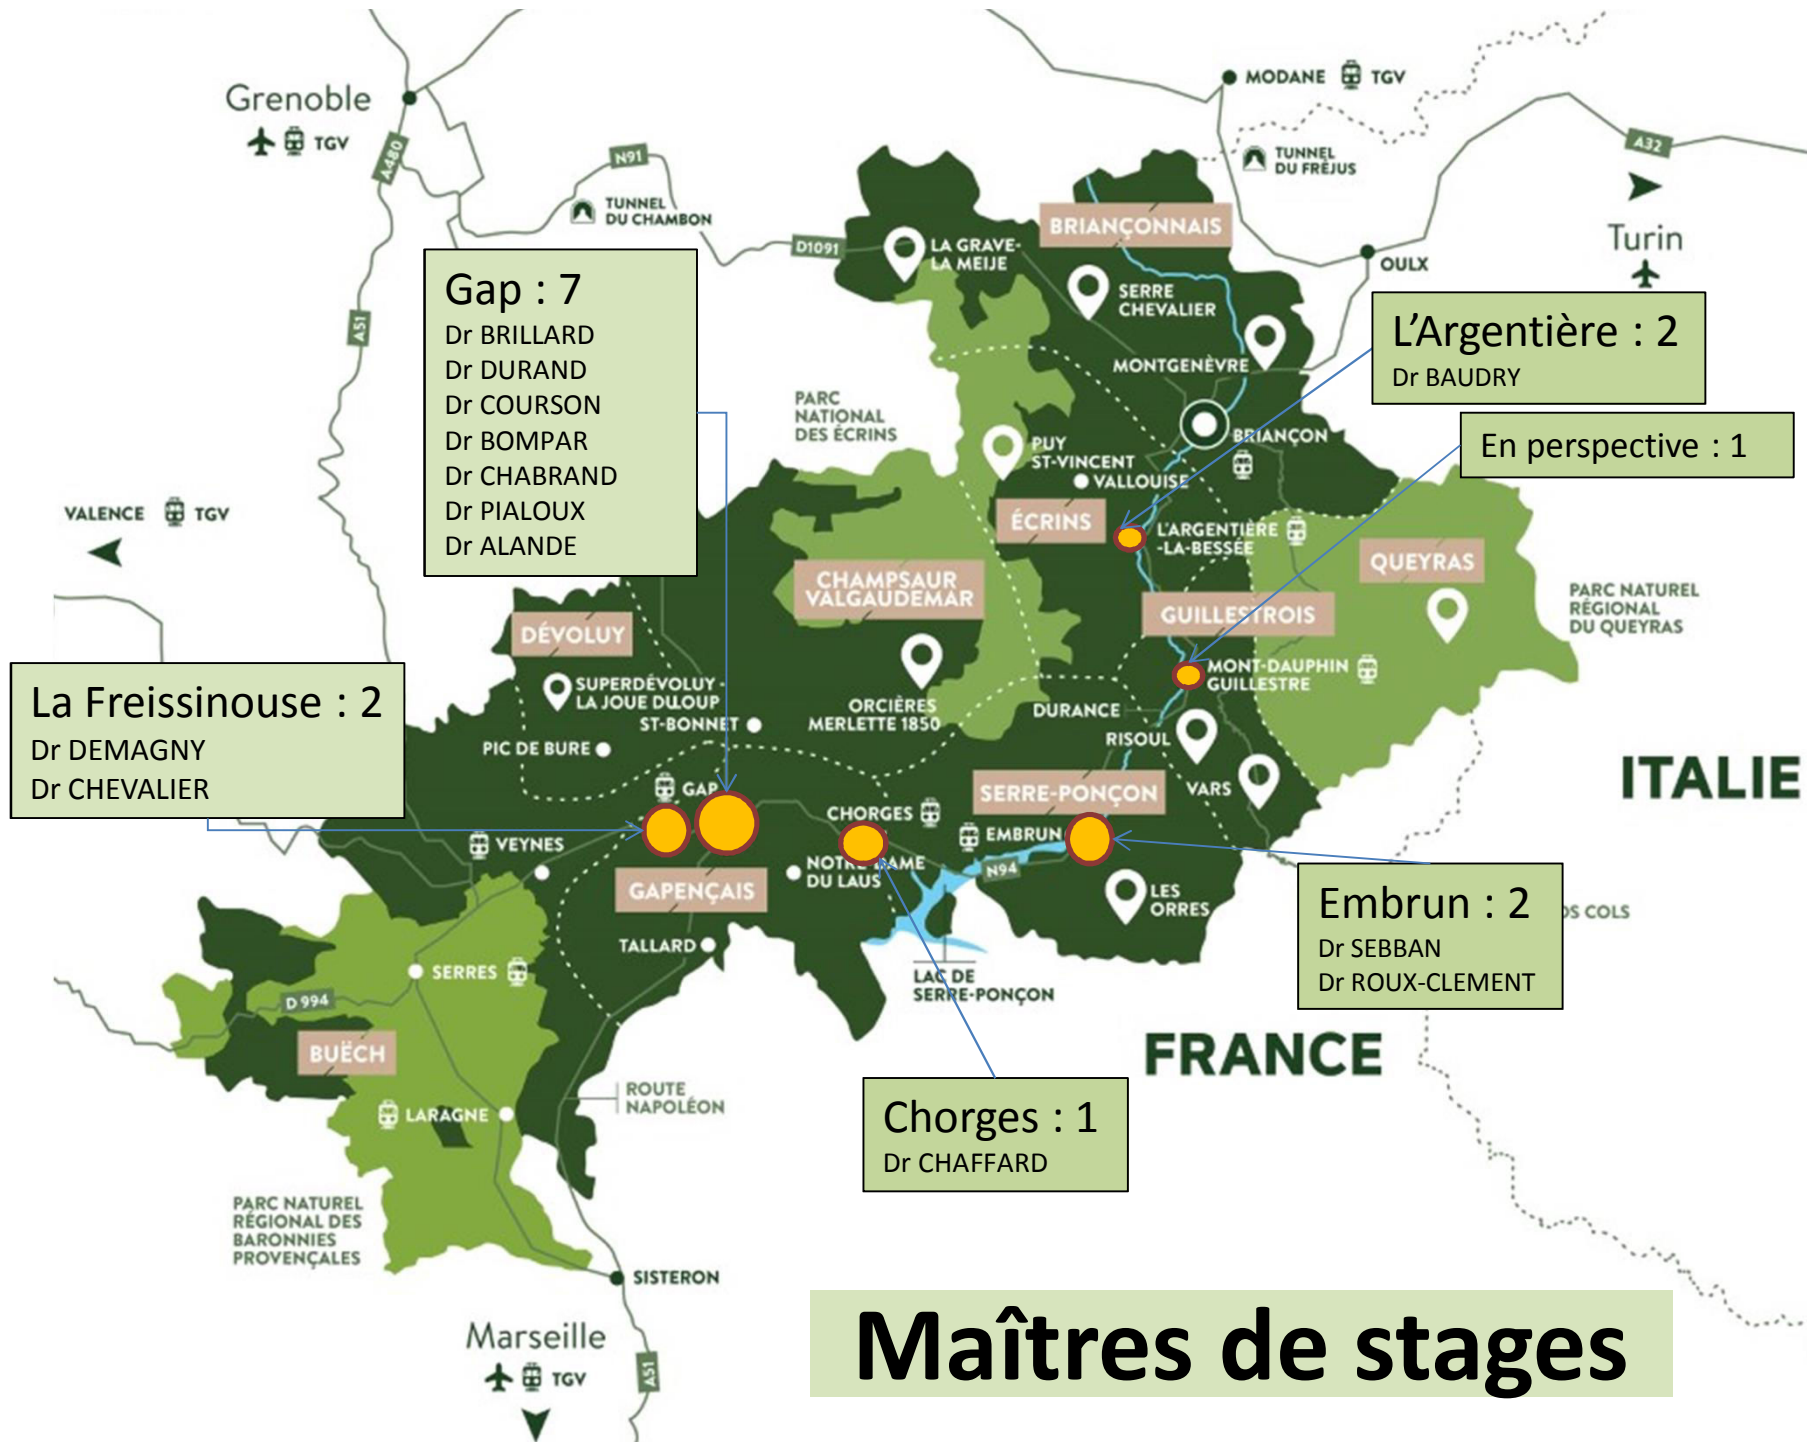 Grenoble
TGV
A480
N91
TUNNEL
DU CHAMBON
D1091
A51
MODANE
TGV
TUNNEL
DU FRÉJUS
A32
Turin
OULX
BRIANÇONNAIS
LA GRAVE-
LA MEIJE
SERRE
CHEVALIER
MONTGENÈVRE
Gap : 7
Dr BRILLARD
Dr DURAND
Dr COURSON
Dr BOMPAR
Dr CHABRAND
Dr PIALOUX
Dr ALANDE
L’Argentière : 2
Dr BAUDRY
En perspective : 1
PARC
NATIONAL
DES ÉCRINS
PUY
ST-VINCENT
VALLOUISE
BRIANÇON
VALENCE
TGV
ÉCRINS
L'ARGENTIÈRE
-LA-BESSÉE
QUEYRAS
CHAMPSAUR
VALGAUDEMAR
GUILLESTROIS
PARC NATUREL
RÉGIONAL
DU QUEYRAS
DÉVOLUY
MONT-DAUPHIN
GUILLESTRE
La Freissinouse : 2
Dr DEMAGNY
Dr CHEVALIER
SUPERDÉVOLUY -
LA JOUE DU LOUP
ST-BONNET
PIC DE BURE
ORCIÈRES
MERLETTE 1850
DURANCE
RISOUL
VARS
ITALIE
SERRE-PONÇON
GAP
CHORGES
EMBRUN
VEYNES
NOTRE-DAME
DU LAUS
N94
GAPENÇAIS
LES
ORRES
Embrun : 2
Dr SEBBAN
Dr ROUX-CLEMENT
COLS
TALLARD
SERRES
LAC DE
SERRE-PONÇON
D 994
BUËCH
FRANCE
ROUTE
NAPOLÉON
LARAGNE
Chorges : 1
Dr CHAFFARD
PARC NATUREL
RÉGIONAL DES
BARONNIES
PROVENÇALES
SISTERON
Marseille
TGV
A51
Maîtres de stages